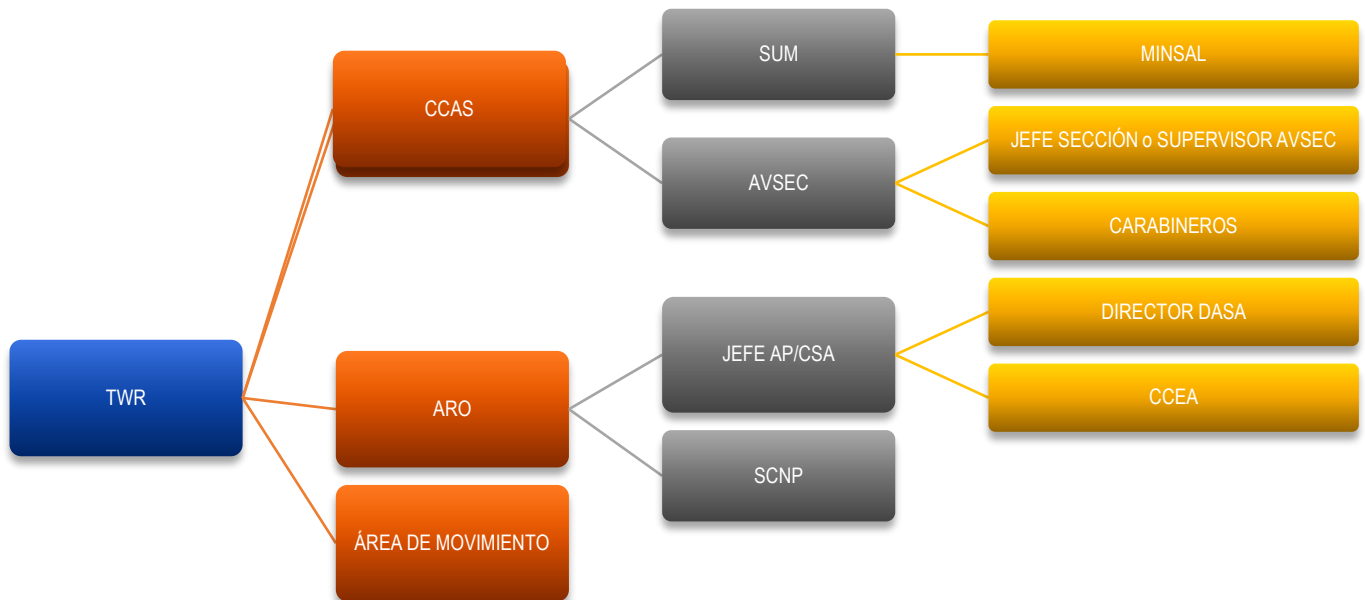 SUM
MINSAL
CCAS
JEFE SECCIÓN o SUPERVISOR AVSEC
AVSEC
CARABINEROS
DIRECTOR DASA
JEFE AP/CSA
TWR
ARO
CCEA
SCNP
ÁREA DE MOVIMIENTO